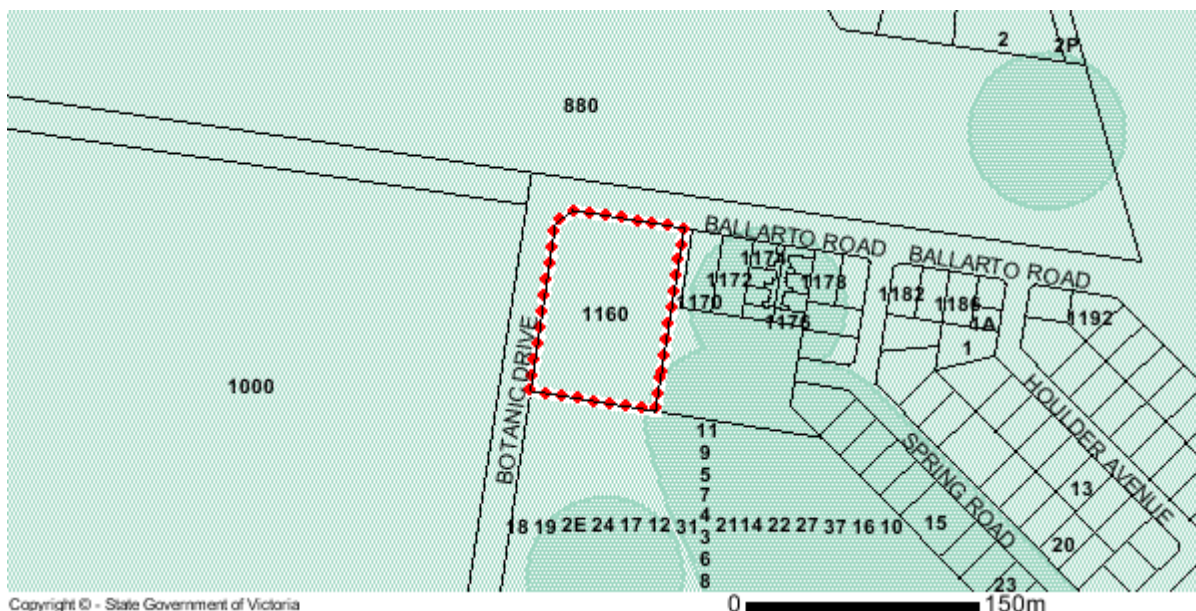 2
2P
880
BALLARTO ROAD
BALLARTO ROAD
1174
1172
1178
1170
1176
1182
1186
1A
1
1192
1160
1000
BOTANIC DRIVE
HOULDER AVENUE
SPRING ROAD
11
9
5
7
4
18 19 2E 24 17 12 31 21 14 22 27 37 16 10
3
6
8
15
13
20
23
Copyright © - State Government of Victoria
0 150m